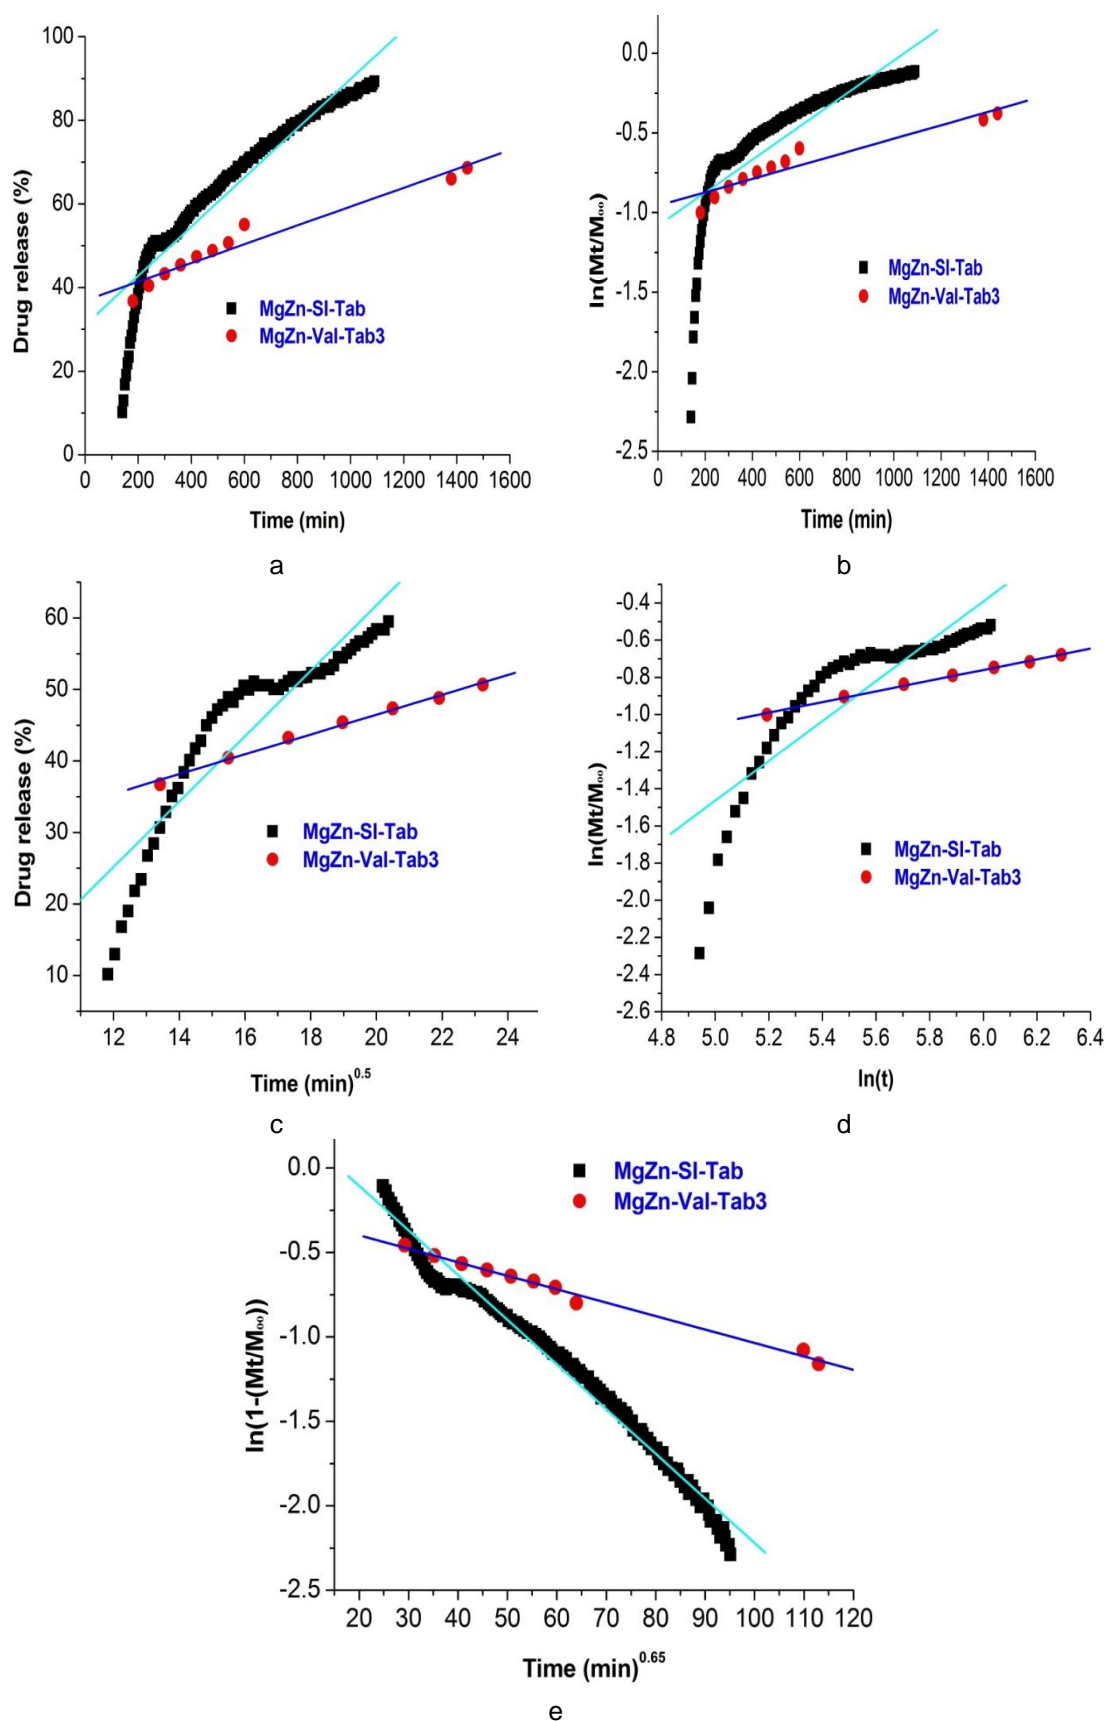 100
80
60
40
20
0
Drug release (%)
MgZn-SI-Tab
MgZn-Val-Tab3
0 200 400 600 800 1000 1200 1400 1600
Time (min)
a
0.0
-0.5
-1.0
-1.5
-2.0
-2.5
ln(Mt/M∞)
MgZn-SI-Tab
MgZn-Val-Tab3
0 200 400 600 800 1000 1200 1400 1600
Time (min)
b
60
50
40
30
20
10
Drug release (%)
MgZn-SI-Tab
MgZn-Val-Tab3
12 14 16 18 20 22 24
Time (min)^0.5
c
-0.4
-0.6
-0.8
-1.0
-1.2
-1.4
-1.6
-1.8
-2.0
-2.2
-2.4
-2.6
ln(Mt/M∞)
MgZn-SI-Tab
MgZn-Val-Tab3
4.8 5.0 5.2 5.4 5.6 5.8 6.0 6.2 6.4
ln(t)
d
0.0
-0.5
-1.0
-1.5
-2.0
-2.5
ln(1-(Mt/M∞))
MgZn-SI-Tab
MgZn-Val-Tab3
20 30 40 50 60 70 80 90 100 110 120
Time (min)^0.65
e